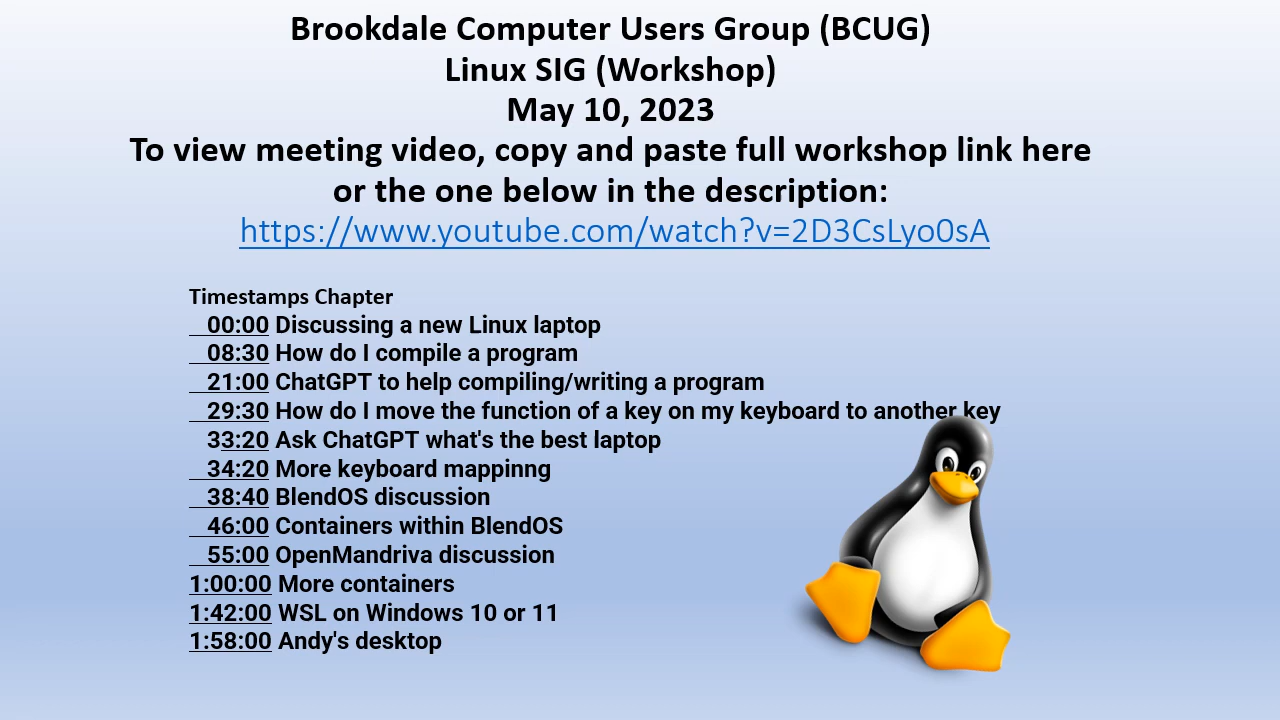 Brookdale Computer Users Group (BCUG)
Linux SIG (Workshop)
May 10, 2023
To view meeting video, copy and paste full workshop link here
or the one below in the description:
https://www.youtube.com/watch?v=2D3CsLyo0sA
Timestamps Chapter
00:00 Discussing a new Linux laptop
08:30 How do I compile a program
21:00 ChatGPT to help compiling/writing a program
29:30 How do I move the function of a key on my keyboard to another key
33:20 Ask ChatGPT what's the best laptop
34:20 More keyboard mappinng
38:40 BlendOS discussion
46:00 Containers within BlendOS
55:00 OpenMandriva discussion
1:00:00 More containers
1:42:00 WSL on Windows 10 or 11
1:58:00 Andy's desktop